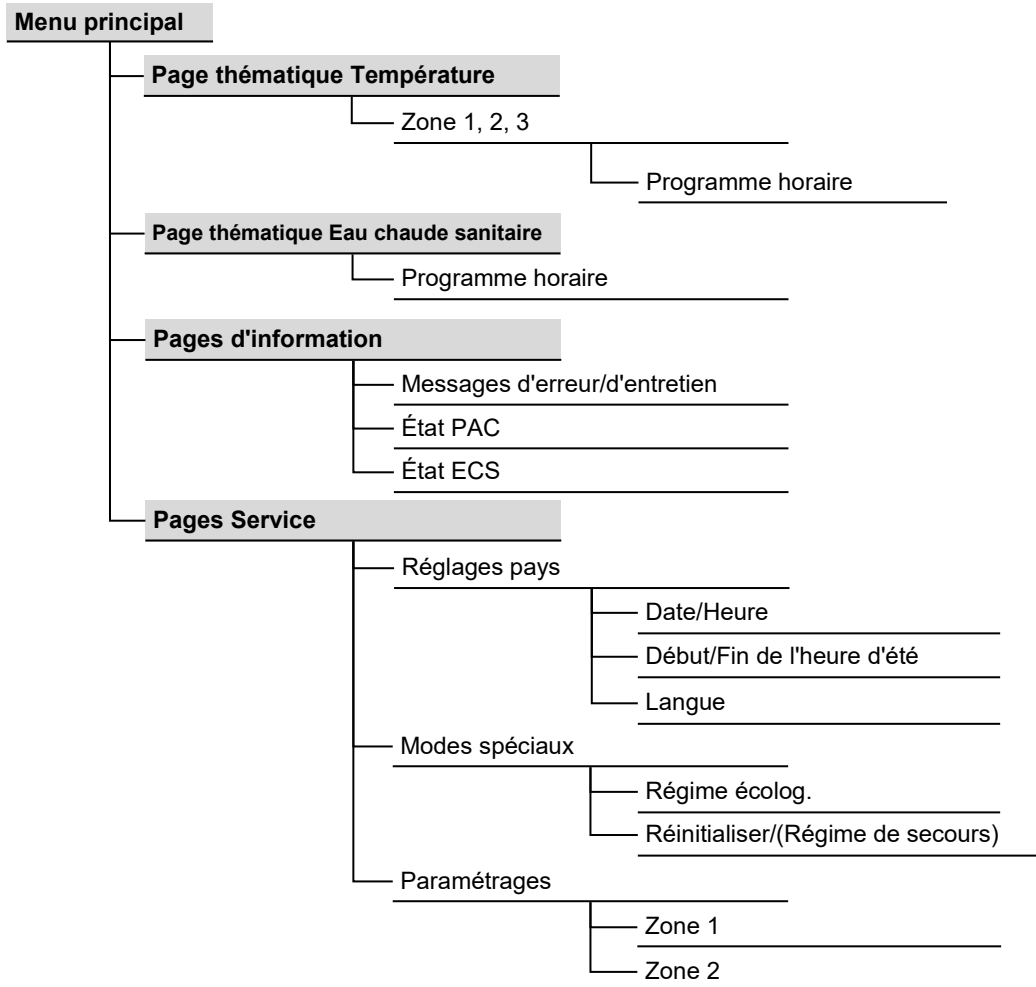 Menu principal
Page thématique Température
Zone 1, 2, 3
Programme horaire
Page thématique Eau chaude sanitaire
Programme horaire
Pages d'information
Messages d'erreur/d'entretien
État PAC
État ECS
Pages Service
Réglages pays
Date/Heure
Début/Fin de l'heure d'été
Langue
Modes spéciaux
Régime écolog.
Réinitialiser/(Régime de secours)
Paramétrages
Zone 1
Zone 2